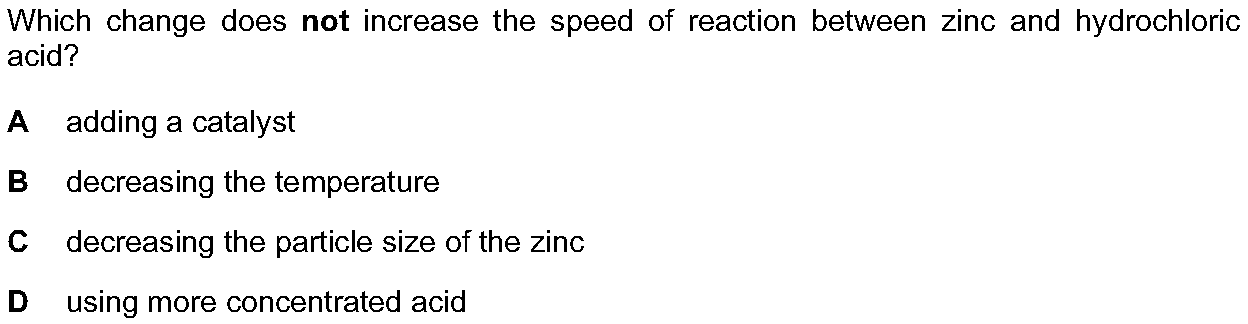 Which change does not increase the speed of reaction between zinc and hydrochloric
acid?
A adding a catalyst
B decreasing the temperature
C decreasing the particle size of the zinc
D using more concentrated acid